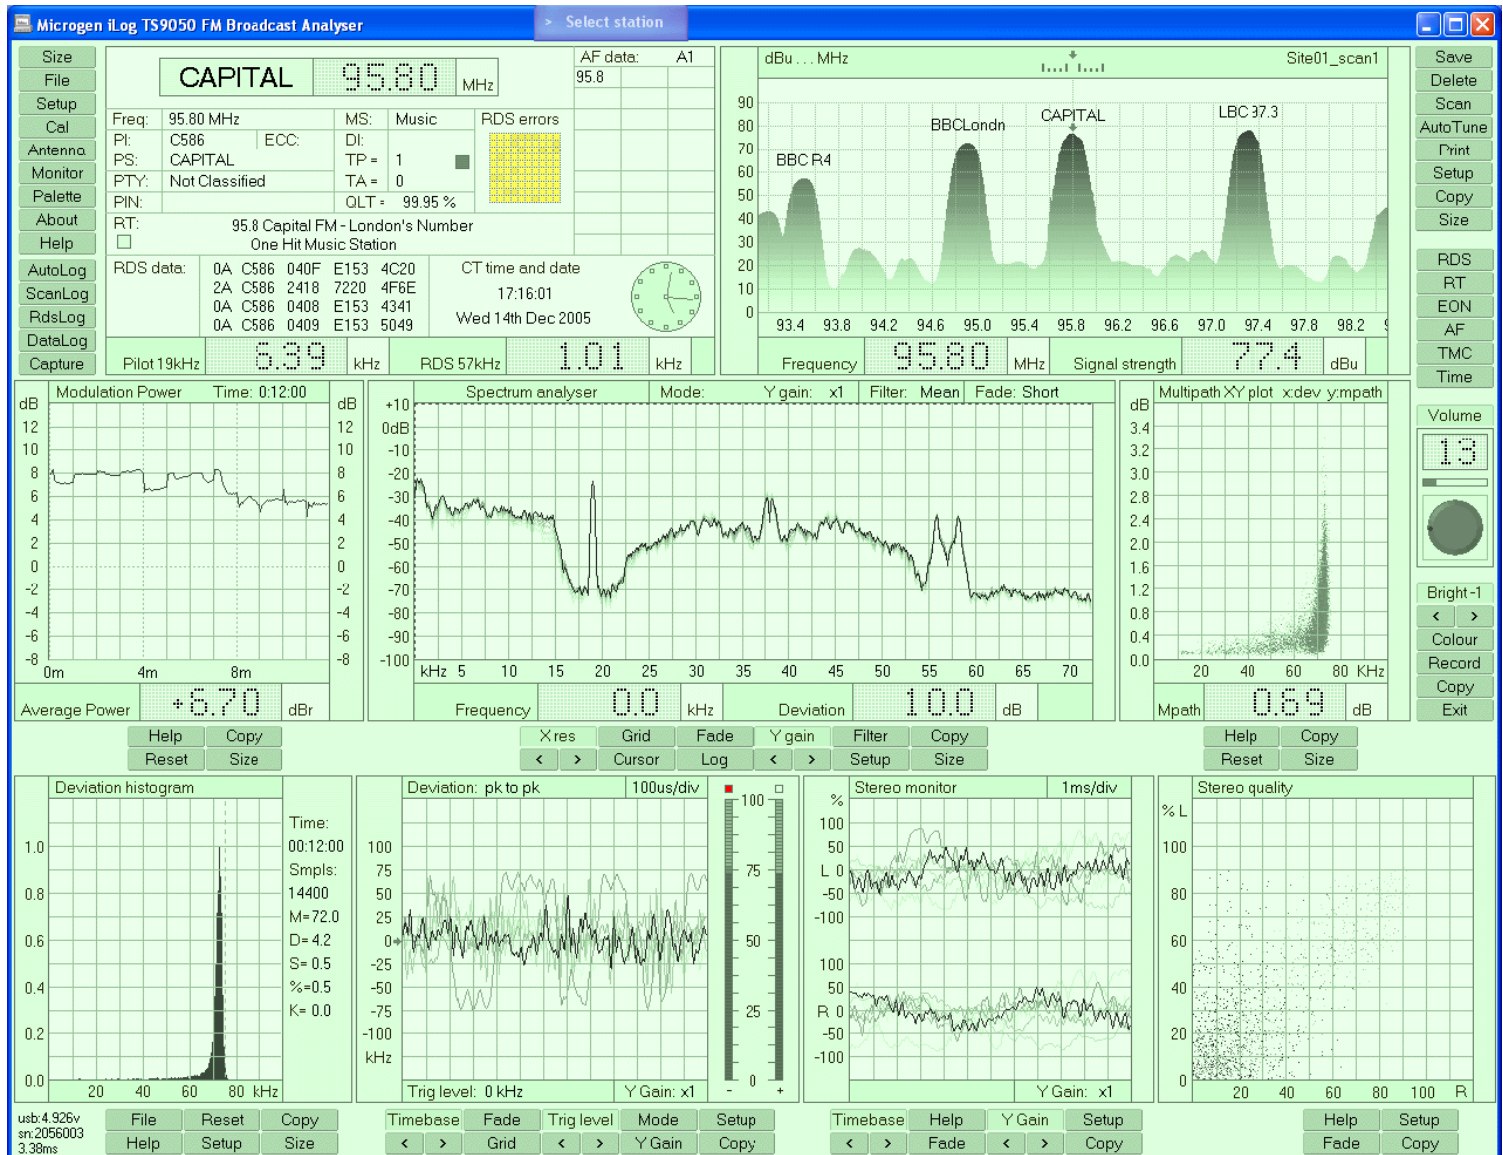 Microgen iLog TS9050 FM Broadcast Analyser
> Select station
Size
File
Setup
Cal
Antenna
Monitor
Palette
About
Help
AutoLog
ScanLog
RdsLog
DataLog
Capture
CAPITAL 95.80 MHz
AF data: A1
95.8
Freq: 95.80 MHz MS: Music RDS errors
PI: C586 ECC: DI:
PS: CAPITAL TP = 1
PTY: Not Classified TA = 0
PIN: QLT = 99.95 %
RT: 95.8 Capital FM - London's Number
One Hit Music Station
RDS data: 0A C586 040F E153 4C20
2A C586 2418 7220 4F6E
0A C586 0408 E153 4341
0A C586 0409 E153 5049
CT time and date
17:16:01
Wed 14th Dec 2005
Pilot 19kHz 6.39 kHz RDS 57kHz 1.01 kHz
dBu . . . MHz Site01_scan1
90
80
70
60
50
40
30
20
10
0
BBC R4
BBCLondn
CAPITAL
LBC 97.3
93.4 93.8 94.2 94.6 95.0 95.4 95.8 96.2 96.6 97.0 97.4 97.8 98.2
Frequency 95.80 MHz Signal strength 77.4 dBu
Save
Delete
Scan
AutoTune
Print
Setup
Copy
Size
RDS
RT
EON
AF
TMC
Time
Volume
13
Bright -1
< >
Colour
Record
Copy
Exit
Modulation Power Time: 0:12:00
dB dB
12 12
10 10
8 8
6 6
4 4
2 2
0 0
-2 -2
-4 -4
-6 -6
-8 -8
0m 4m 8m
Average Power +6.70 dBr
Help Copy
Reset Size
Spectrum analyser Mode: Y gain: x1 Filter: Mean Fade: Short
+10
0dB
-10
-20
-30
-40
-50
-60
-70
-80
-90
-100
kHz 5 10 15 20 25 30 35 40 45 50 55 60 65 70
Frequency 0.0 kHz Deviation 10.0 dB
X res Grid Fade Y gain Filter Copy
< > Cursor Log < > Setup Size
Multipath XY plot x:dev y:mpath
dB
3.4
3.2
3.0
2.8
2.4
2.0
1.6
1.2
0.8
0.4
0.0
20 40 60 80 KHz
Mpath 0.69 dB
Help Copy
Reset Size
Deviation histogram
1.0
0.8
0.6
0.4
0.2
0.0
20 40 60 80 kHz
Time:
00:12:00
Smpls:
14400
M=72.0
D= 4.2
S= 0.5
%=0.5
K= 0.0
usb:4.926v
sn:2056003
3.38ms
File Reset Copy
Help Setup Size
Deviation: pk to pk 100us/div
100
75
50
25
0
-25
-50
-75
-100
kHz
Trig level: 0 kHz Y Gain: x1
100
75
50
25
0
- +
Timebase Fade Trig level Mode Setup
< > Grid < > Y Gain Copy
Stereo monitor 1ms/div
%
100
50
L 0
-50
-100
100
50
R 0
-50
-100
Y Gain: x1
Timebase Help Y Gain Setup
< > Fade < > Copy
Stereo quality
% L
100
80
60
40
20
0
20 40 60 80 100 R
Help Setup
Fade Copy